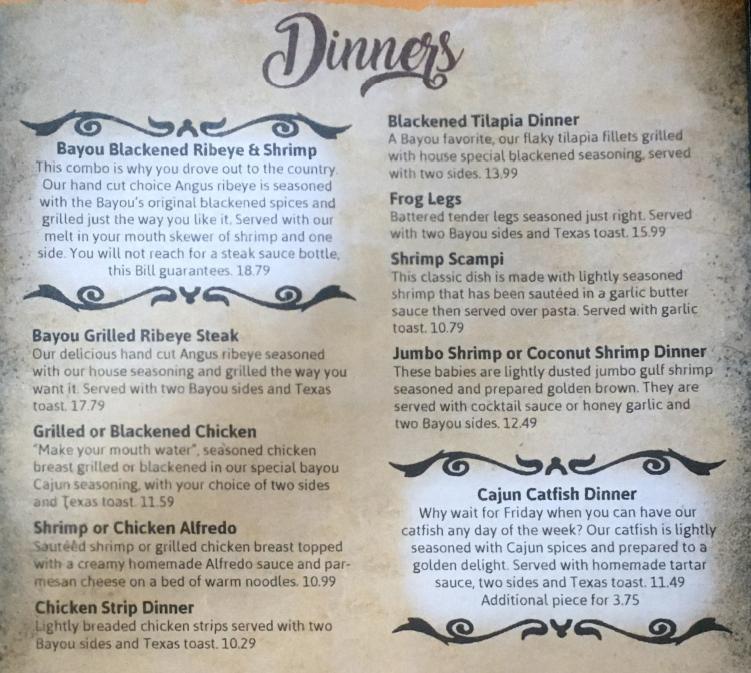 Dinners
Bayou Blackened Ribeye & Shrimp
This combo is why you drove out to the country.
Our hand cut choice Angus ribeye is seasoned
with the Bayou's original blackened spices and
grilled just the way you like it. Served with our
melt in your mouth skewer of shrimp and one
side. You will not reach for a steak sauce bottle,
this Bill guarantees. 18.79
Bayou Grilled Ribeye Steak
Our delicious hand cut Angus ribeye seasoned
with our house seasoning and grilled the way you
want it. Served with two Bayou sides and Texas
toast. 17.79
Grilled or Blackened Chicken
"Make your mouth water", seasoned chicken
breast grilled or blackened in our special bayou
Cajun seasoning, with your choice of two sides
and Texas toast. 11.59
Shrimp or Chicken Alfredo
Sautéed shrimp or grilled chicken breast topped
with a creamy homemade Alfredo sauce and par-
mesan cheese on a bed of warm noodles. 10.99
Chicken Strip Dinner
Lightly breaded chicken strips served with two
Bayou sides and Texas toast. 10.29
Blackened Tilapia Dinner
A Bayou favorite, our flaky tilapia fillets grilled
with house special blackened seasoning, served
with two sides. 13.99
Frog Legs
Battered tender legs seasoned just right. Served
with two Bayou sides and Texas toast. 15.99
Shrimp Scampi
This classic dish is made with lightly seasoned
shrimp that has been sautéed in a garlic butter
sauce then served over pasta. Served with garlic
toast. 10.79
Jumbo Shrimp or Coconut Shrimp Dinner
These babies are lightly dusted jumbo gulf shrimp
seasoned and prepared golden brown. They are
served with cocktail sauce or honey garlic and
two Bayou sides. 12.49
Cajun Catfish Dinner
Why wait for Friday when you can have our
catfish any day of the week? Our catfish is lightly
seasoned with Cajun spices and prepared to a
golden delight. Served with homemade tartar
sauce, two sides and Texas toast. 11.49
Additional piece for 3.75